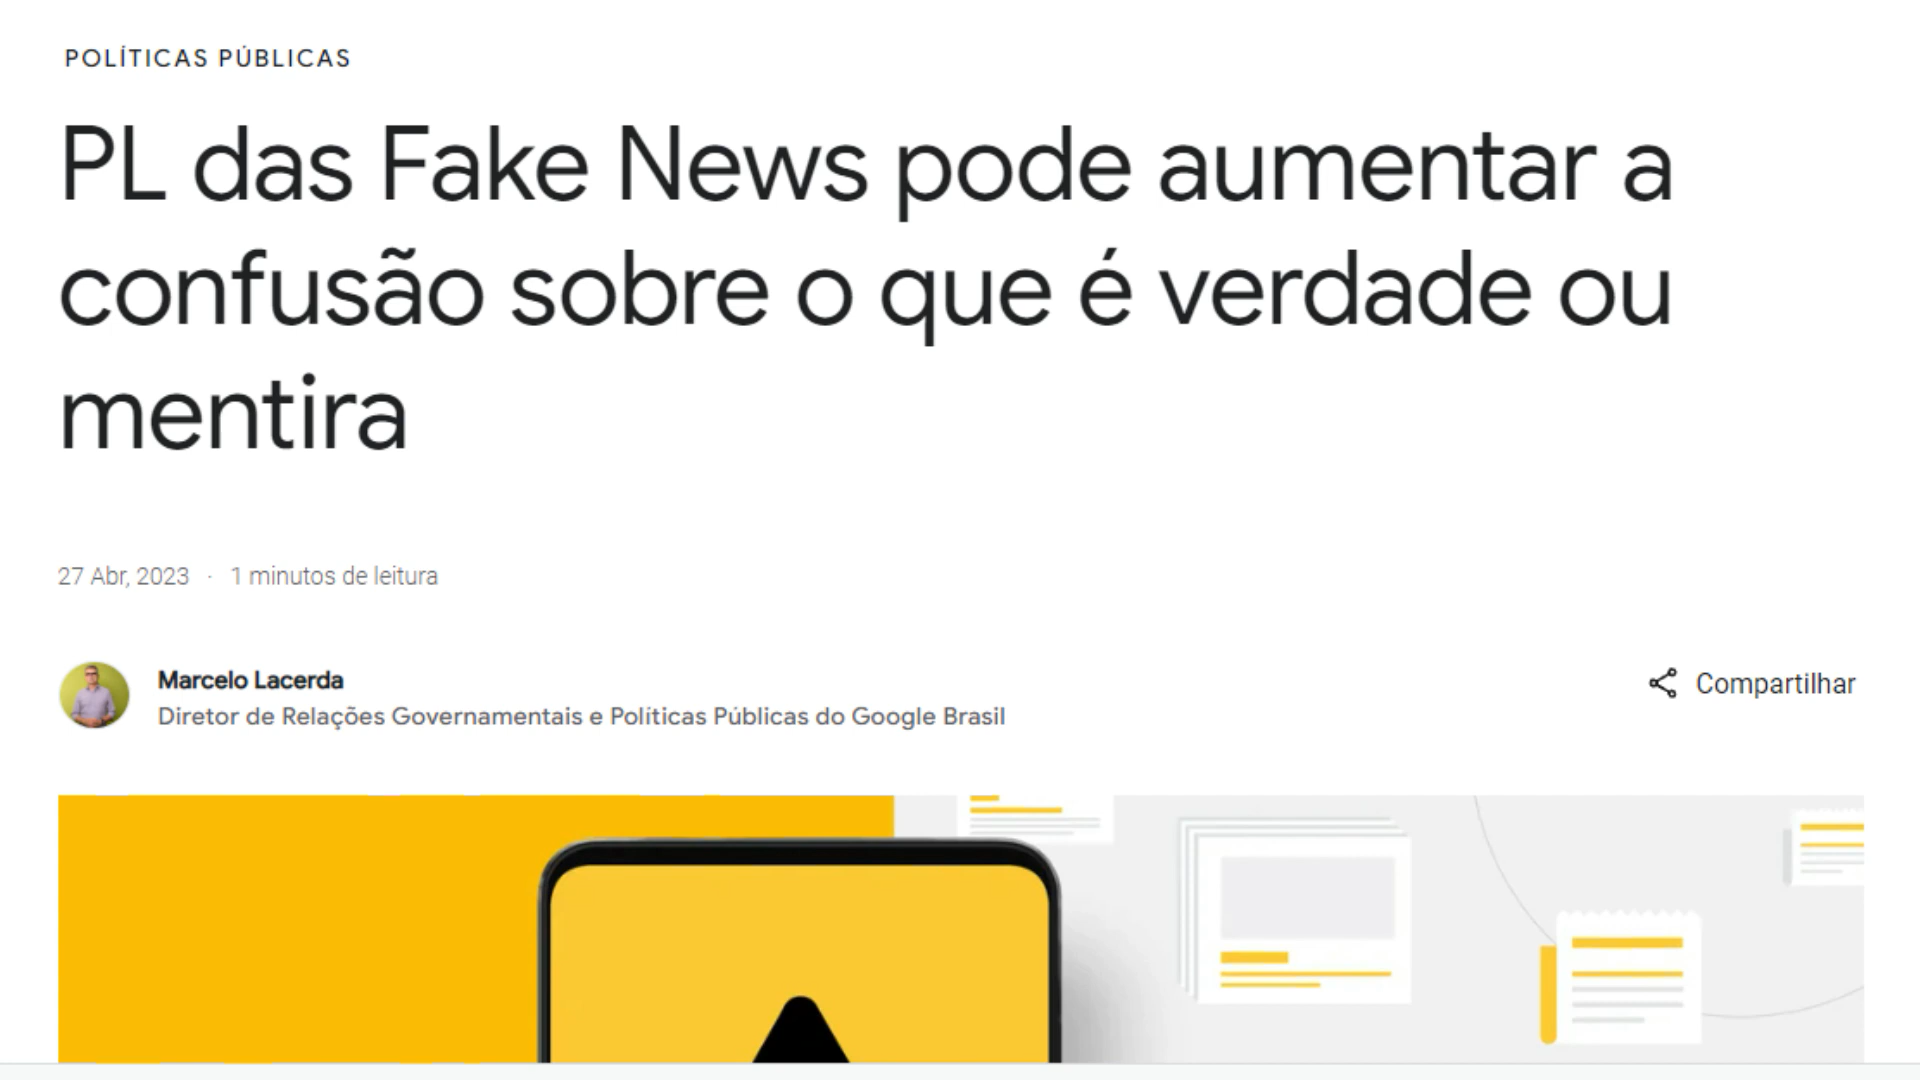 POLÍTICAS PÚBLICAS
PL das Fake News pode aumentar a
confusão sobre o que é verdade ou
mentira
27 Abr, 2023 · 1 minutos de leitura
Marcelo Lacerda
Diretor de Relações Governamentais e Políticas Públicas do Google Brasil
Compartilhar